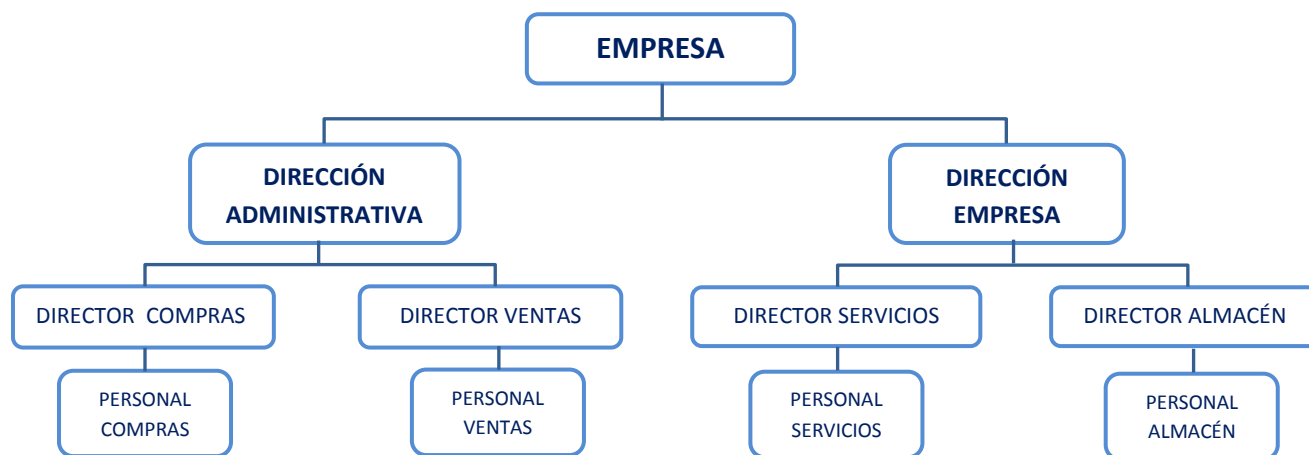 EMPRESA
DIRECCIÓN
ADMINISTRATIVA
DIRECCIÓN
EMPRESA
DIRECTOR COMPRAS
DIRECTOR VENTAS
DIRECTOR SERVICIOS
DIRECTOR ALMACÉN
PERSONAL
COMPRAS
PERSONAL
VENTAS
PERSONAL
SERVICIOS
PERSONAL
ALMACÉN